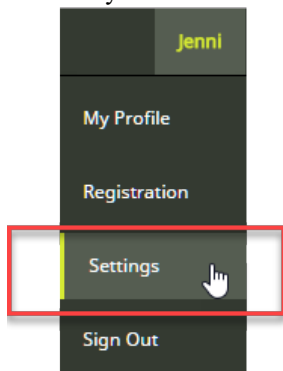 Jenni
My Profile
Registration
Settings
Sign Out